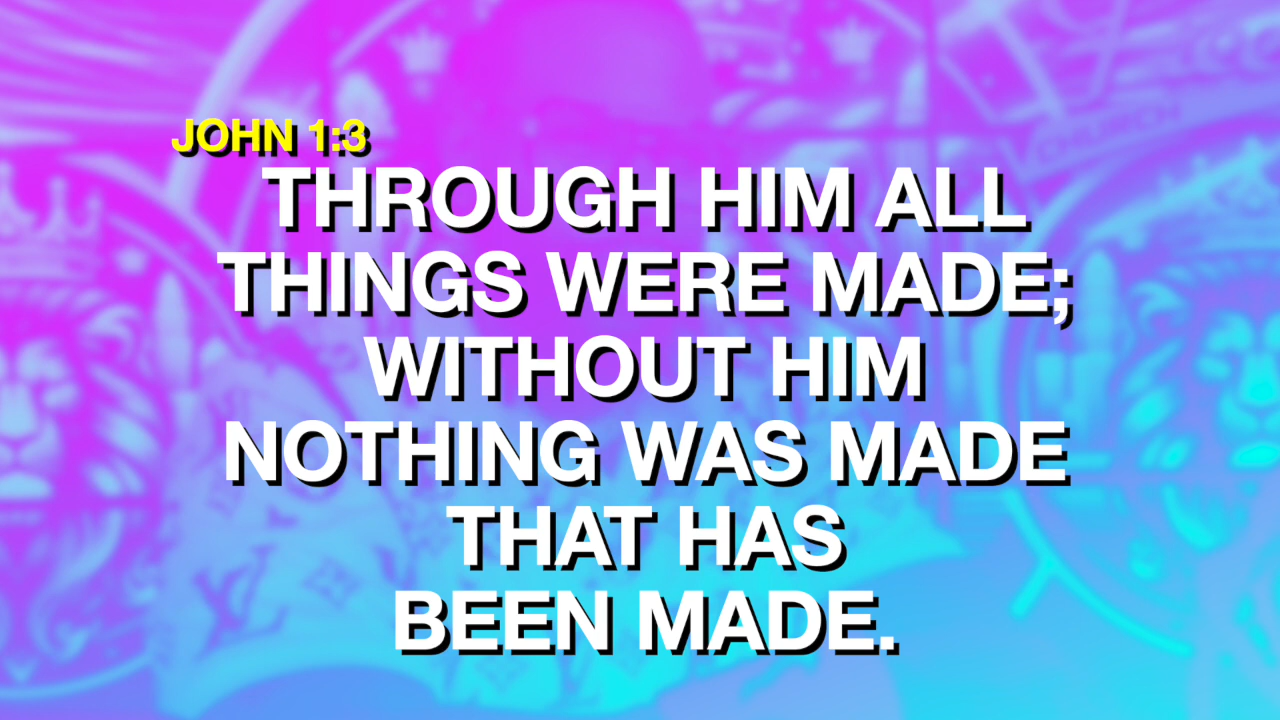 JOHN 1:3
THROUGH HIM ALL
THINGS WERE MADE;
WITHOUT HIM
NOTHING WAS MADE
THAT HAS
BEEN MADE.